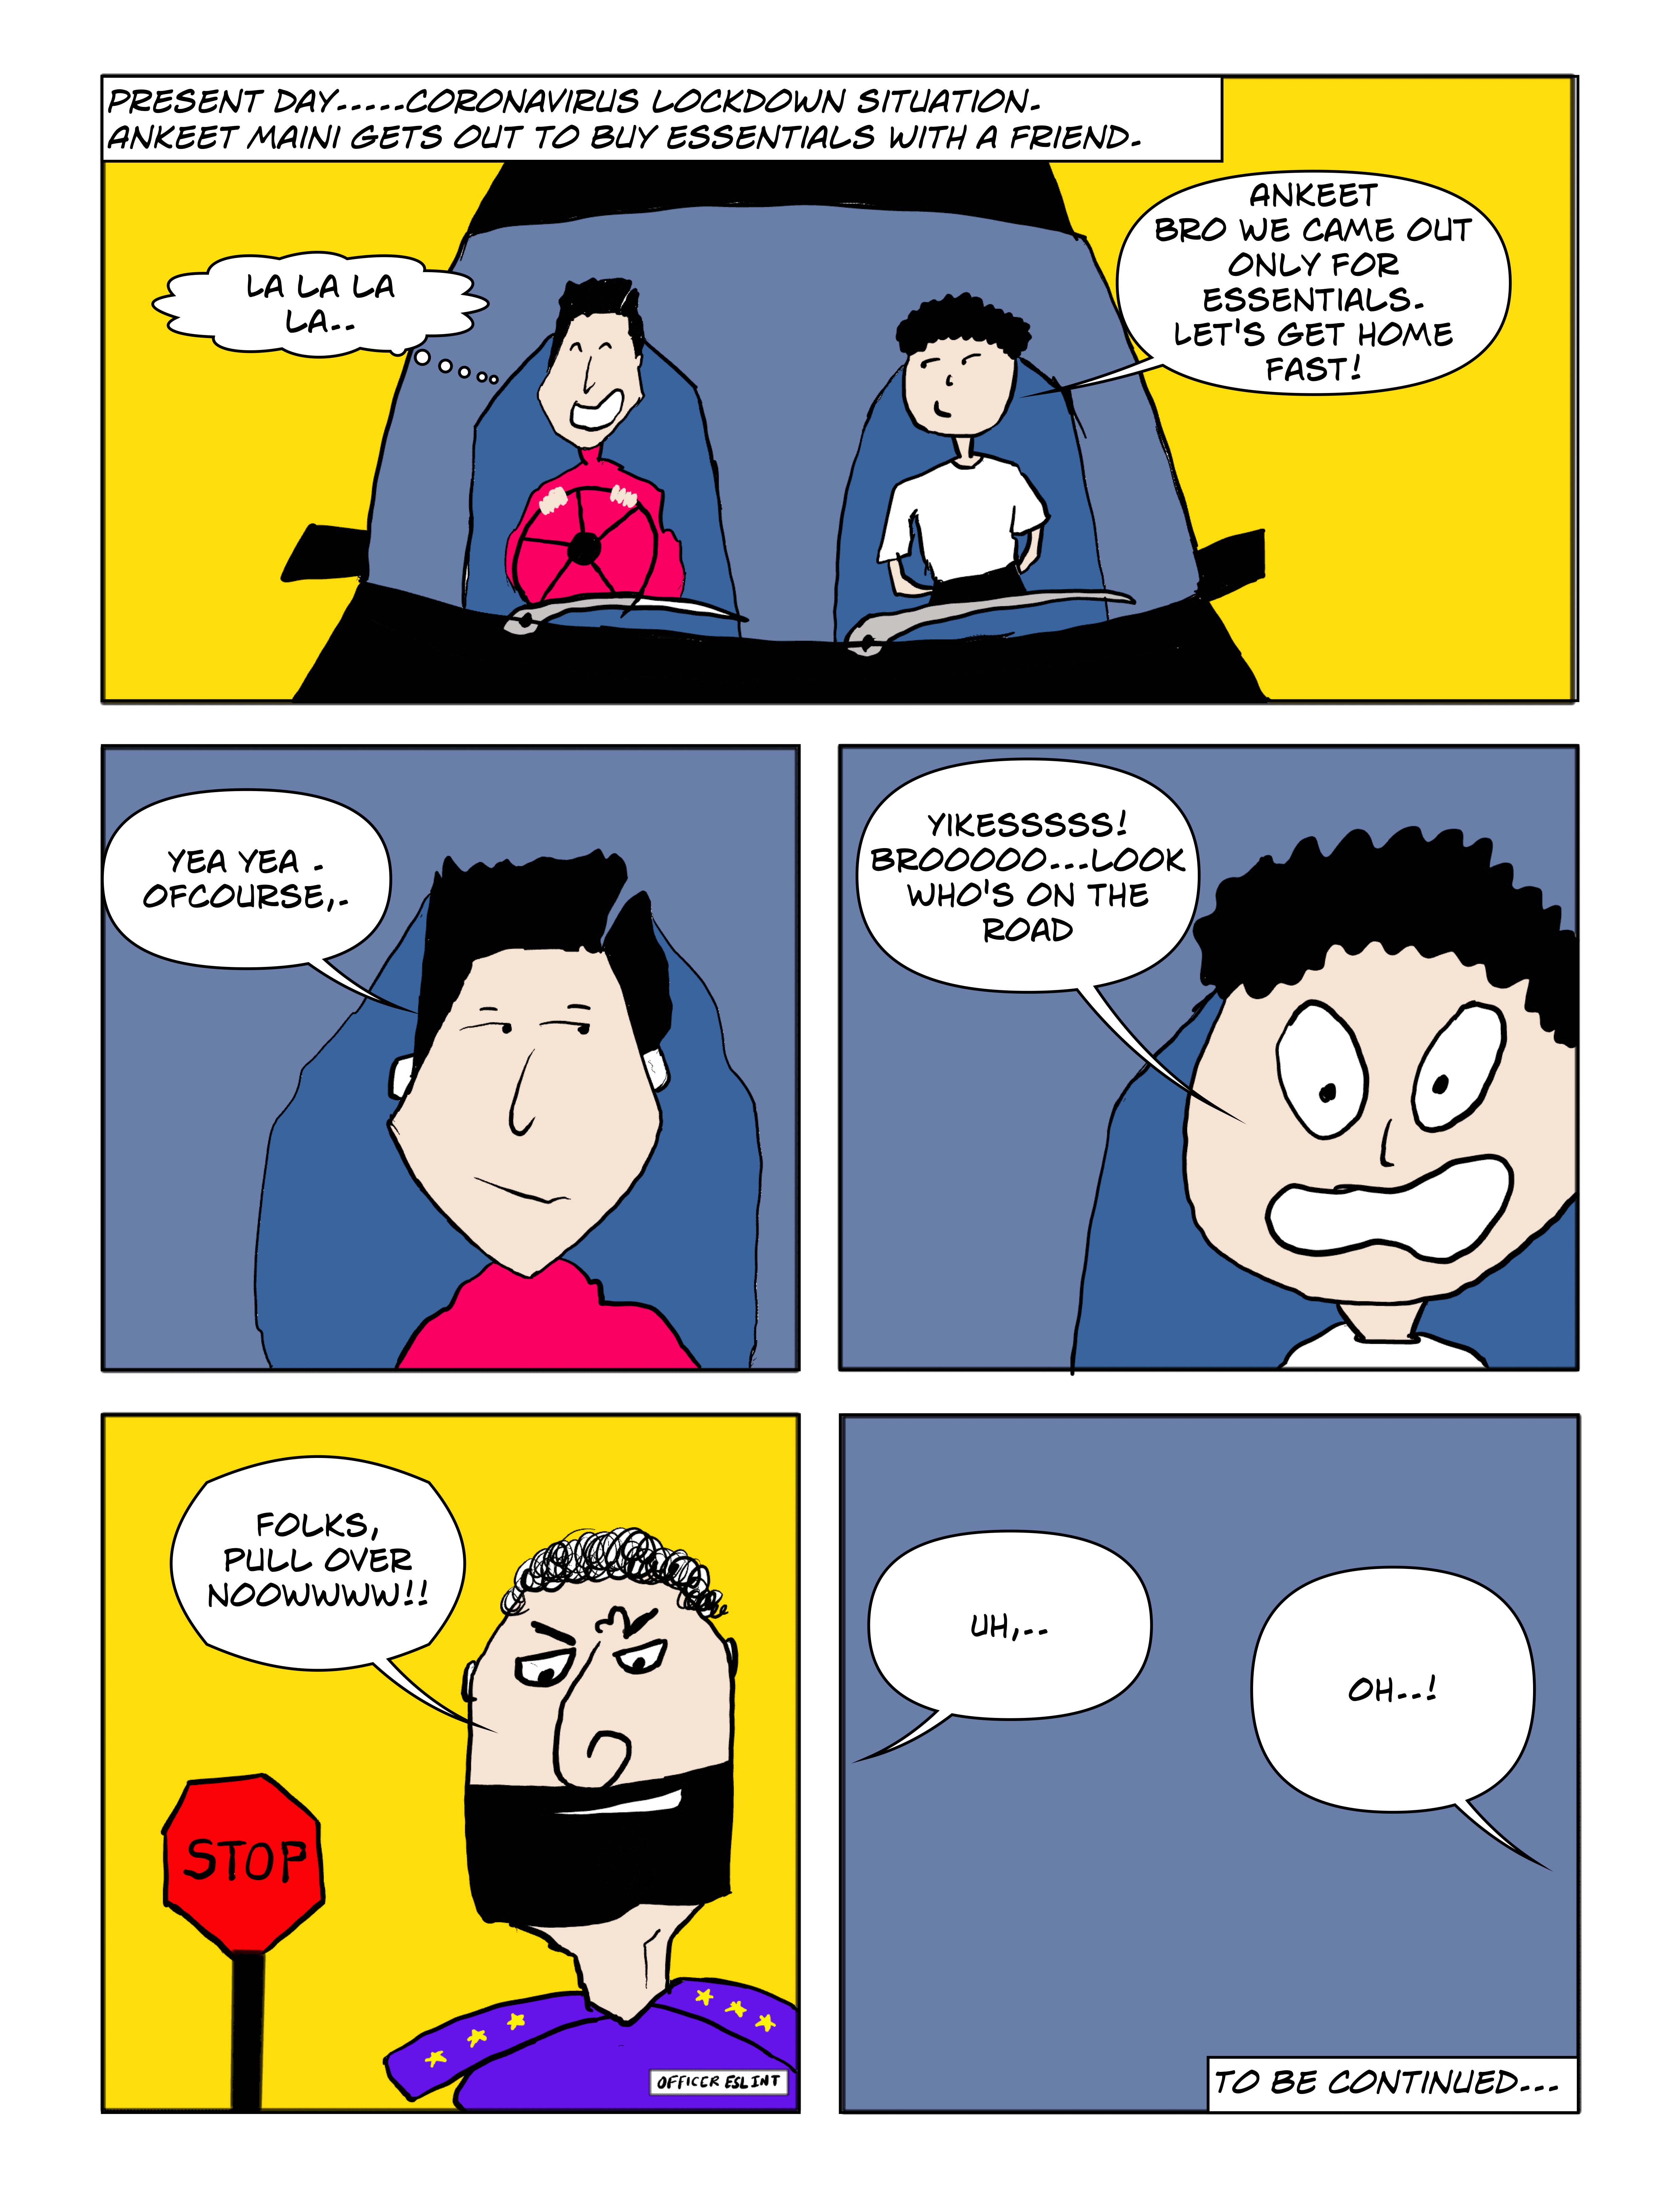 PRESENT DAY.....CORONAVIRUS LOCKDOWN SITUATION.
ANKEET MAINI GETS OUT TO BUY ESSENTIALS WITH A FRIEND.
LA LA LA
LA..
ANKEET
BRO WE CAME OUT
ONLY FOR
ESSENTIALS.
LET'S GET HOME
FAST!
YEA YEA .
OFCOURSE,.
YIKESSSSS!
BROOOOO...LOOK
WHO'S ON THE
ROAD
FOLKS,
PULL OVER
NOOWWWW!!
STOP
OFFICER ESLINT
UH,..
OH..!
TO BE CONTINUED...